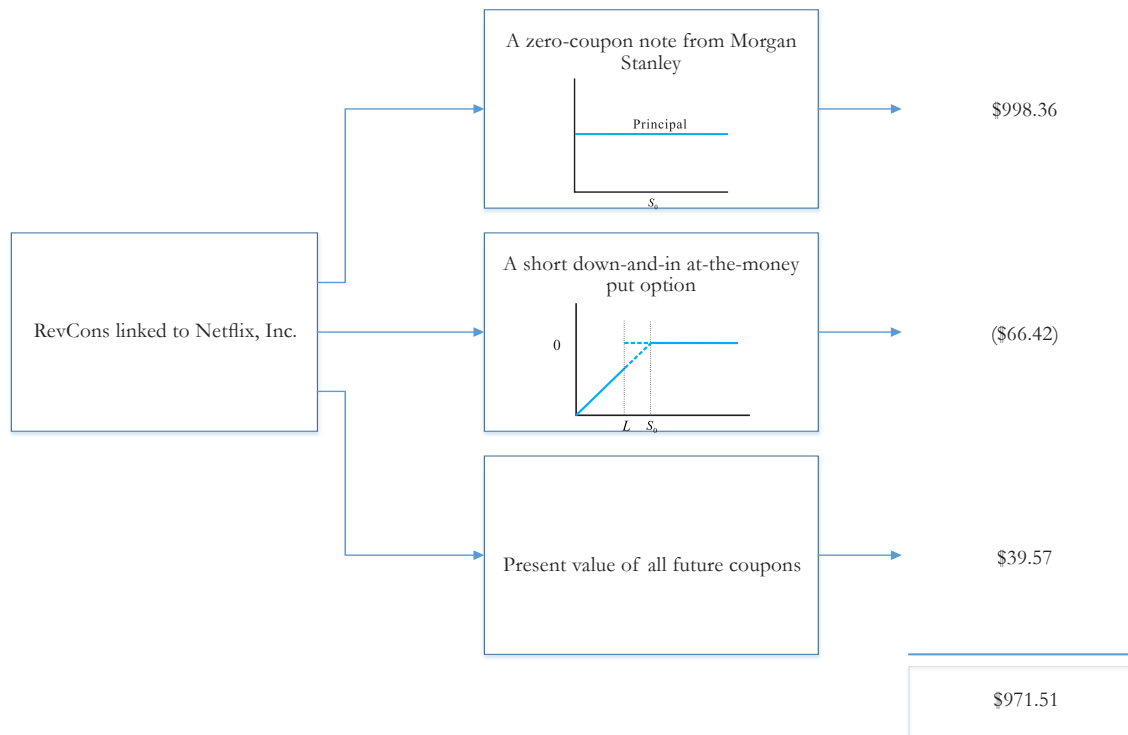 A zero-coupon note from Morgan
Stanley
Principal
S₀
$998.36
RevCons linked to Netflix, Inc.
A short down-and-in at-the-money
put option
0
L S₀
($66.42)
Present value of all future coupons
$39.57
$971.51